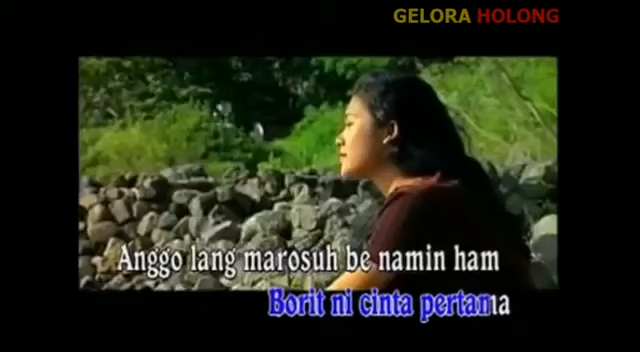 GELORA HOLONG
Anggo lang marosuh be namin ham
Borit ni cinta pertama